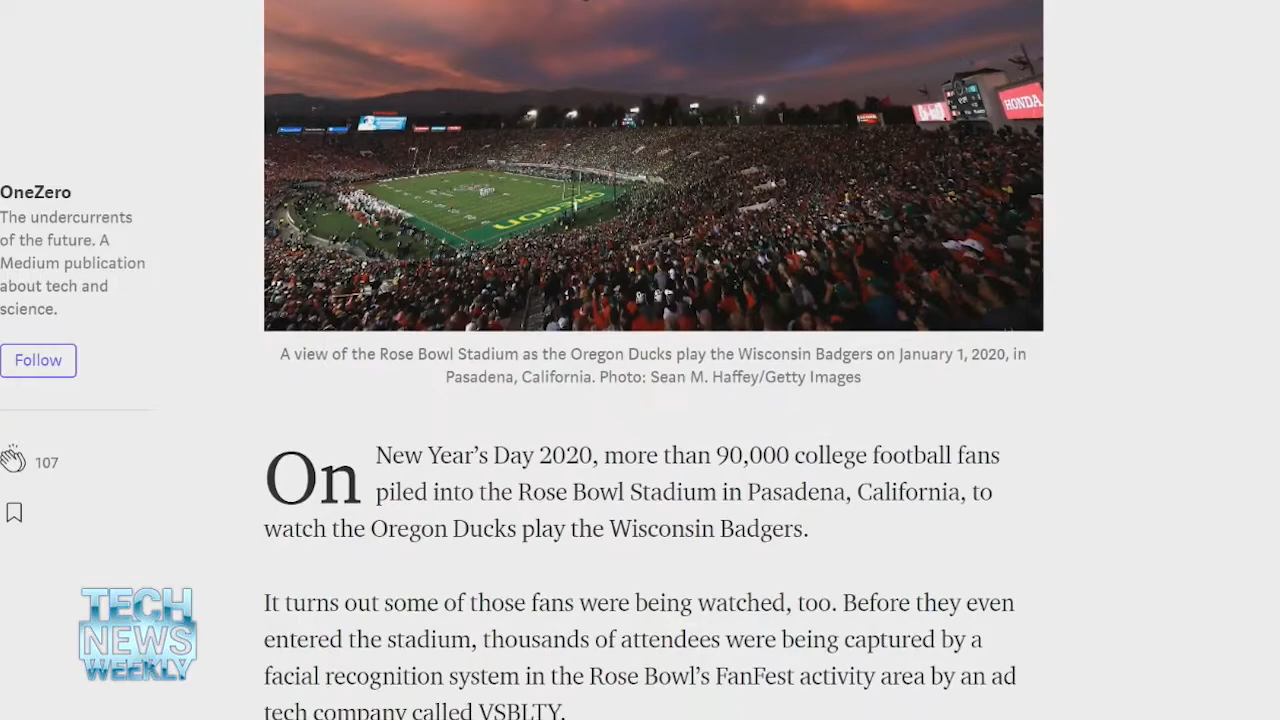 HONDA
OREGON
OneZero
The undercurrents
of the future. A
Medium publication
about tech and
science.
Follow
107
A view of the Rose Bowl Stadium as the Oregon Ducks play the Wisconsin Badgers on January 1, 2020, in
Pasadena, California. Photo: Sean M. Haffey/Getty Images
On New Year’s Day 2020, more than 90,000 college football fans
piled into the Rose Bowl Stadium in Pasadena, California, to
watch the Oregon Ducks play the Wisconsin Badgers.
It turns out some of those fans were being watched, too. Before they even
entered the stadium, thousands of attendees were being captured by a
facial recognition system in the Rose Bowl’s FanFest activity area by an ad
tech company called VSBLTY.
TECH
NEWS
WEEKLY